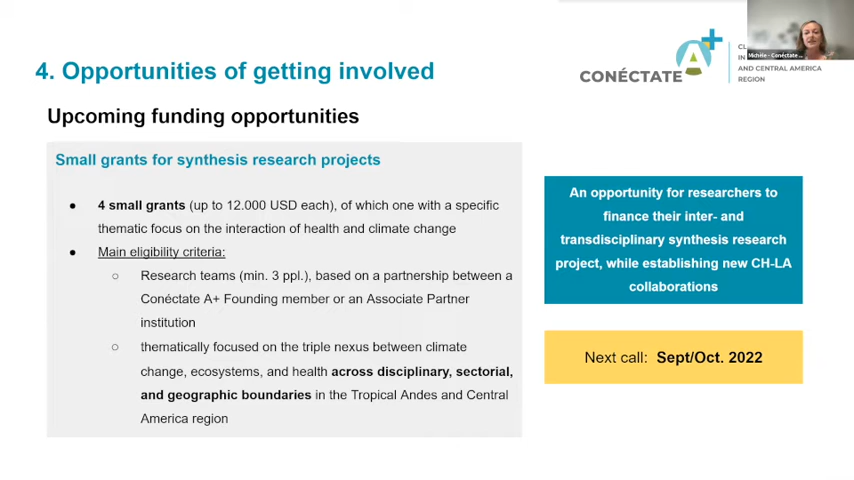 4. Opportunities of getting involved
CONÉCTATE A+
CL
IN
AND CENTRAL AMERICA
REGION
Michèle - Conéctate ...
Upcoming funding opportunities
Small grants for synthesis research projects
● 4 small grants (up to 12.000 USD each), of which one with a specific
thematic focus on the interaction of health and climate change
● Main eligibility criteria:
○ Research teams (min. 3 ppl.), based on a partnership between a
Conéctate A+ Founding member or an Associate Partner
institution
○ thematically focused on the triple nexus between climate
change, ecosystems, and health across disciplinary, sectorial,
and geographic boundaries in the Tropical Andes and Central
America region
An opportunity for researchers to
finance their inter- and
transdisciplinary synthesis research
project, while establishing new CH-LA
collaborations
Next call: Sept/Oct. 2022